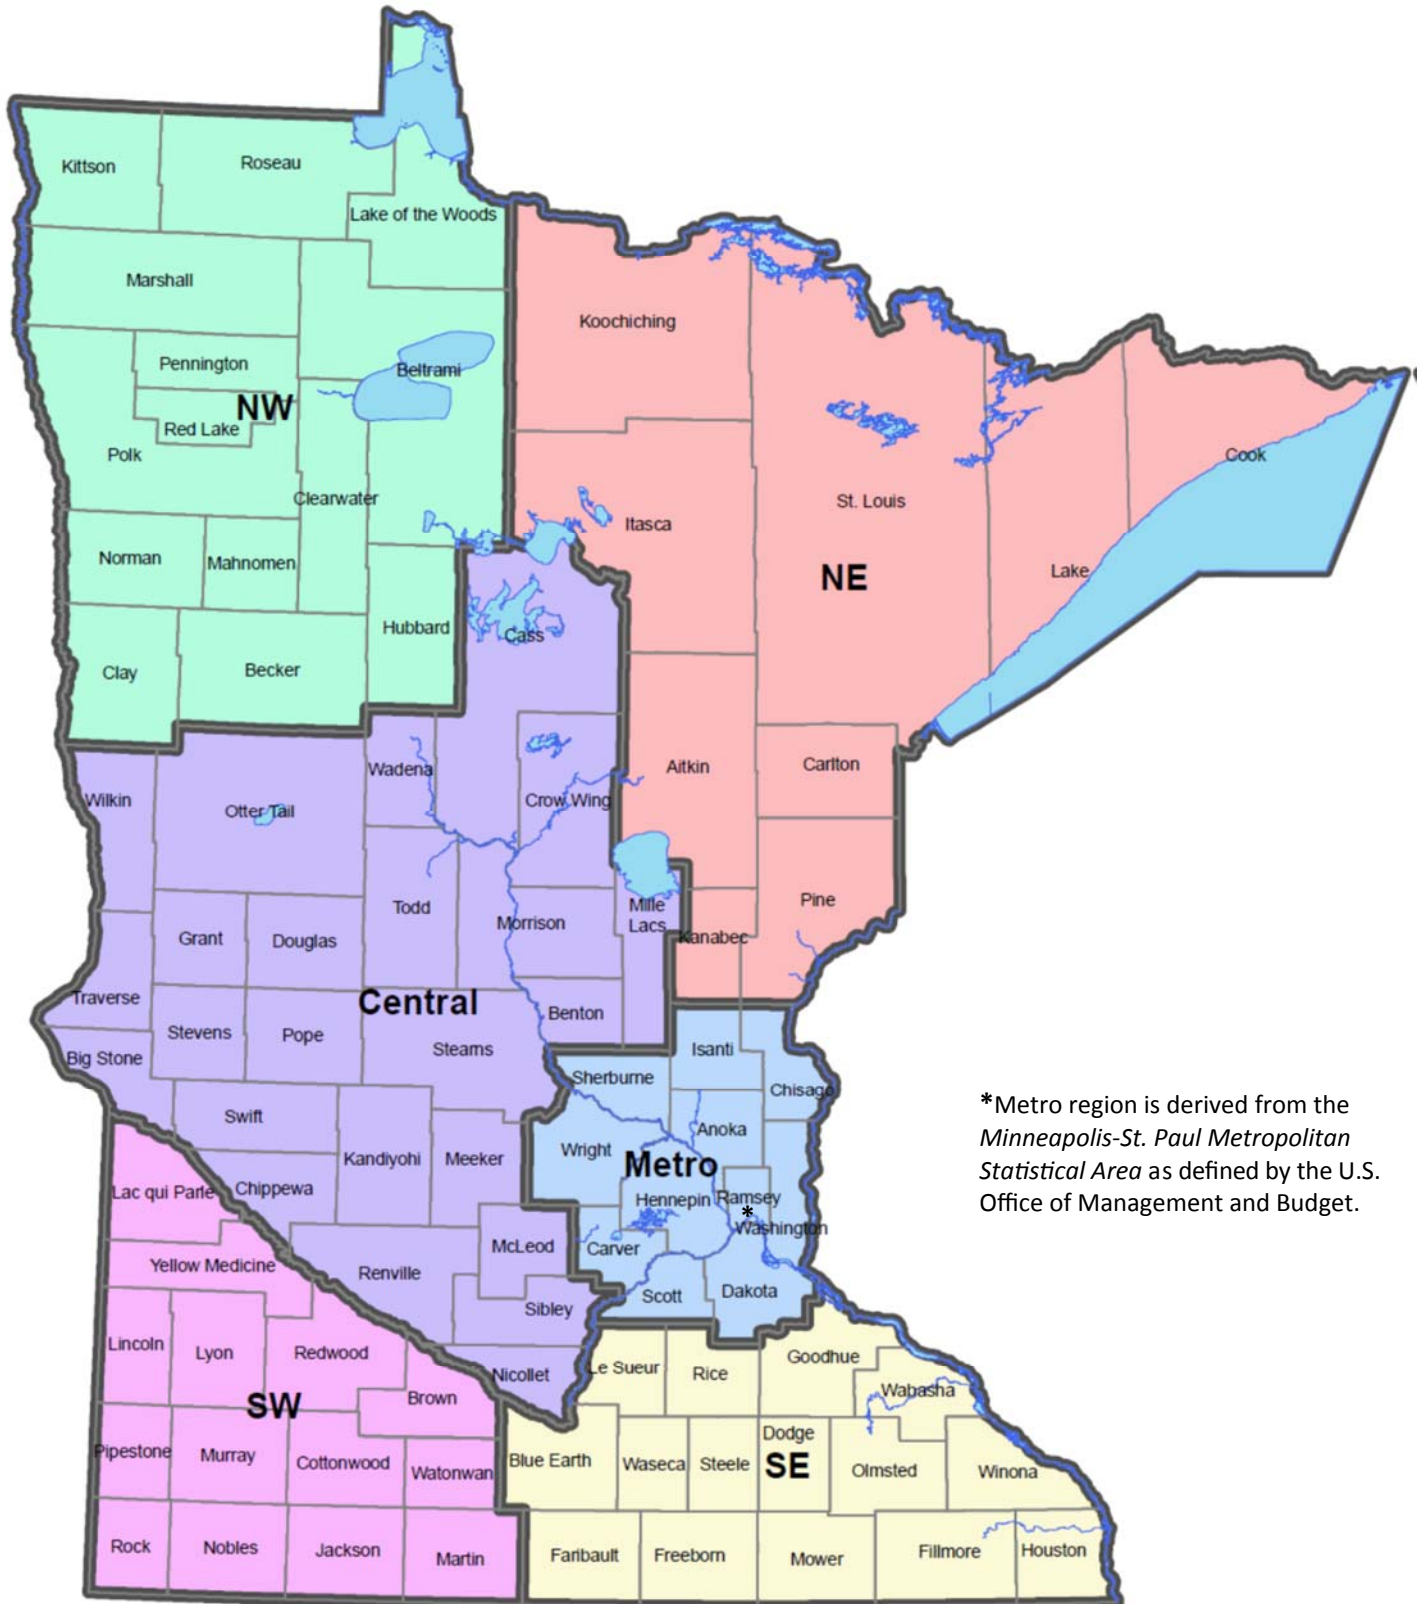 Kittson
Roseau
Lake of the Woods
Marshall
Koochiching
Pennington
Beltrami
NW
Red Lake
Polk
Cook
Clearwater
St. Louis
Itasca
Norman
Mahnomen
Lake
NE
Hubbard
Cass
Clay
Becker
Wadena
Aitkin
Carlton
Wilkin
Otter Tail
Crow Wing
Todd
Mille
Lacs
Pine
Morrison
Grant
Douglas
Kanabec
Traverse
Central
Stevens
Pope
Benton
Stearns
Isanti
Big Stone
Sherburne
Chisago
Swift
Anoka
Wright
Metro
Kandiyohi
Meeker
Lac qui Parle
Chippewa
Hennepin
Ramsey
*
Washington
Yellow Medicine
Renville
McLeod
Carver
Scott
Dakota
Sibley
*Metro region is derived from the
Minneapolis-St. Paul Metropolitan
Statistical Area as defined by the U.S.
Office of Management and Budget.
Lincoln
Lyon
Redwood
Nicollet
Le Sueur
Rice
Goodhue
Wabasha
Brown
SW
Pipestone
Murray
Cottonwood
Watonwan
Blue Earth
Waseca
Steele
Dodge
SE
Olmsted
Winona
Rock
Nobles
Jackson
Martin
Faribault
Freeborn
Mower
Fillmore
Houston